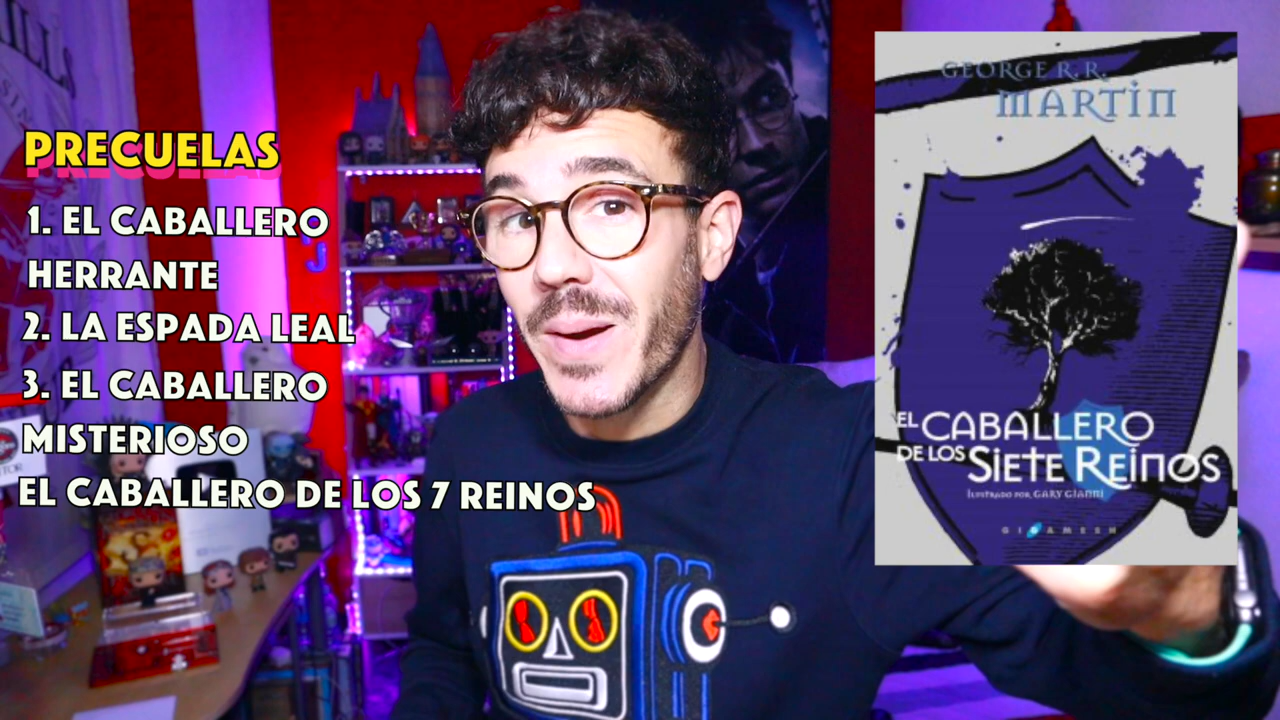 PRECUELAS
1. EL CABALLERO
HERRANTE
2. LA ESPADA LEAL
3. EL CABALLERO
MISTERIOSO
EL CABALLERO DE LOS 7 REINOS
GEORGE R. R.
MARTIN
EL CABALLERO
DE LOS SIETE REINOS
ILUSTRADO POR GARY GIANNI
GIGAMESH